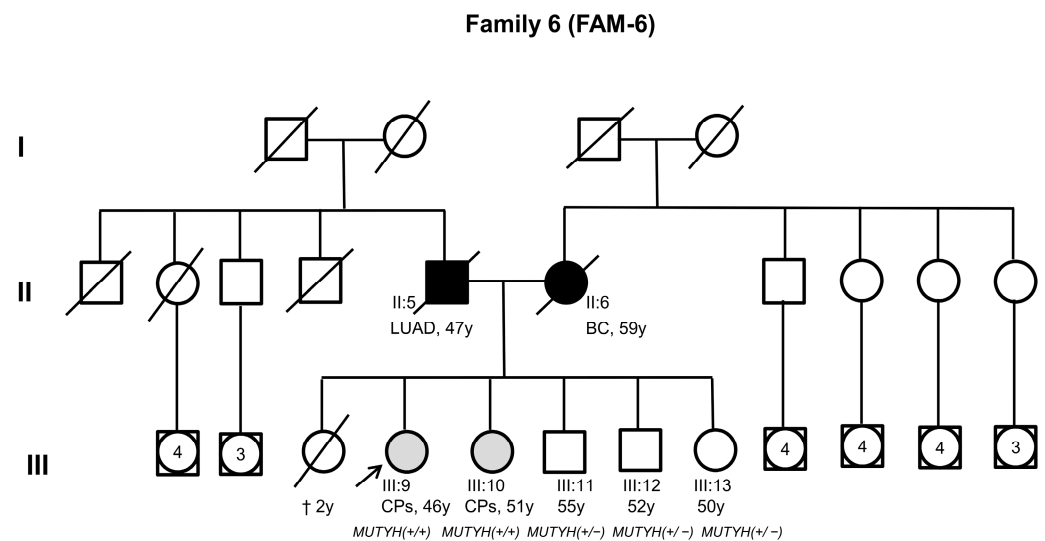 Family 6 (FAM-6)
I
II
II:5
II:6
LUAD, 47y
BC, 59y
III
4
3
4
4
4
3
III:9
III:10
III:11
III:12
III:13
† 2y
CPs, 46y
CPs, 51y
55y
52y
50y
MUTYH(+/+)
MUTYH(+/+)
MUTYH(+/−)
MUTYH(+/−)
MUTYH(+/−)